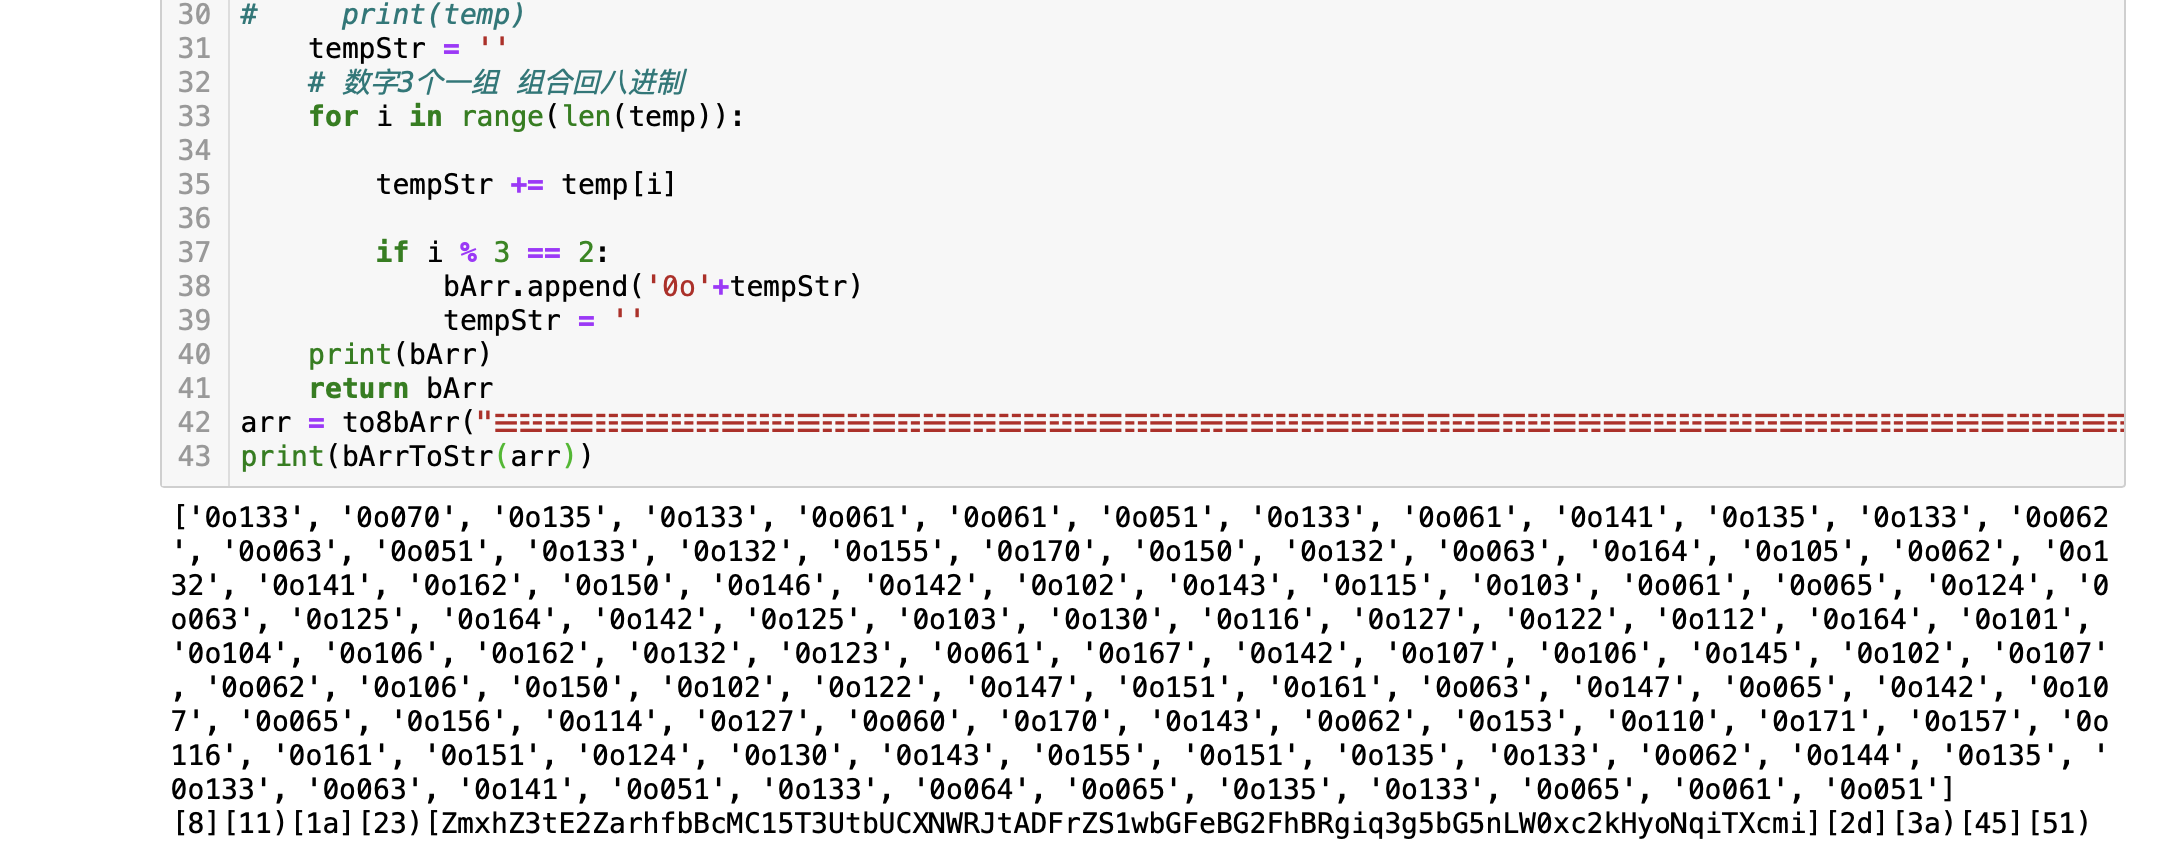 30 #     print(temp)
31     tempStr = ''
32     # 数字3个一组 组合回八进制
33     for i in range(len(temp)):
34
35         tempStr += temp[i]
36
37         if i % 3 == 2:
38             bArr.append('0o'+tempStr)
39             tempStr = ''
40     print(bArr)
41     return bArr
42 arr = to8bArr("
43 print(bArrToStr(arr))
['0o133', '0o070', '0o135', '0o133', '0o061', '0o061', '0o051', '0o133', '0o061', '0o141', '0o135', '0o133', '0o062
', '0o063', '0o051', '0o133', '0o132', '0o155', '0o170', '0o150', '0o132', '0o063', '0o164', '0o105', '0o062', '0o1
32', '0o141', '0o162', '0o150', '0o146', '0o142', '0o102', '0o143', '0o115', '0o103', '0o061', '0o065', '0o124', '0
o063', '0o125', '0o164', '0o142', '0o125', '0o103', '0o130', '0o116', '0o127', '0o122', '0o112', '0o164', '0o101',
'0o104', '0o106', '0o162', '0o132', '0o123', '0o061', '0o167', '0o142', '0o107', '0o106', '0o145', '0o102', '0o107'
, '0o062', '0o106', '0o150', '0o102', '0o122', '0o147', '0o151', '0o161', '0o063', '0o147', '0o065', '0o142', '0o10
7', '0o065', '0o156', '0o114', '0o127', '0o060', '0o170', '0o143', '0o062', '0o153', '0o110', '0o171', '0o157', '0o
116', '0o161', '0o151', '0o124', '0o130', '0o143', '0o155', '0o151', '0o135', '0o133', '0o062', '0o144', '0o135', '
0o133', '0o063', '0o141', '0o051', '0o133', '0o064', '0o065', '0o135', '0o133', '0o065', '0o061', '0o051']
[8][11)[1a][23)[ZmxhZ3tE2ZarhfbBcMC15T3UtbUCXNWRJtADFrZS1wbGFeBG2FhBRgiq3g5bG5nLW0xc2kHyoNqiTXcmi][2d][3a)[45][51)